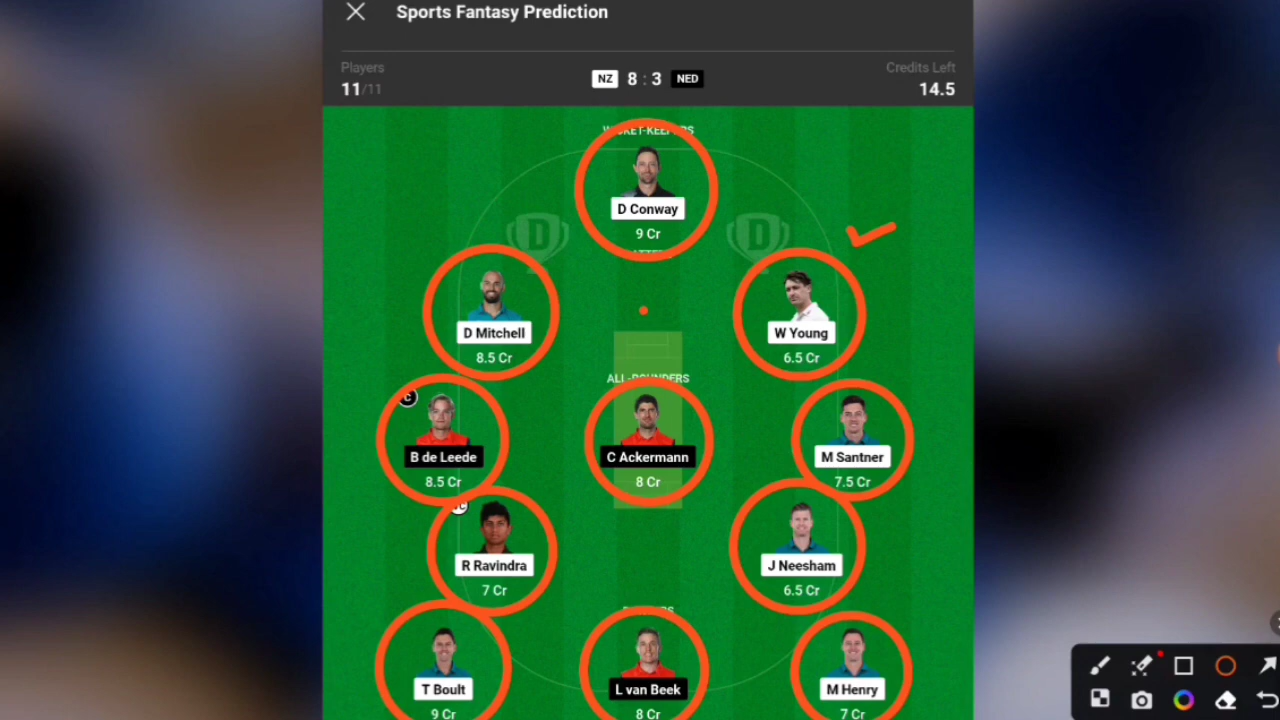 Sports Fantasy Prediction
Players
11/11
NZ 8 : 3 NED
Credits Left
14.5
D Conway
9 Cr
D Mitchell
8.5 Cr
W Young
6.5 Cr
ALL-ROUNDERS
C
B de Leede
8.5 Cr
C Ackermann
8 Cr
M Santner
7.5 Cr
R Ravindra
7 Cr
J Neesham
6.5 Cr
T Boult
9 Cr
L van Beek
8 Cr
M Henry
7 Cr